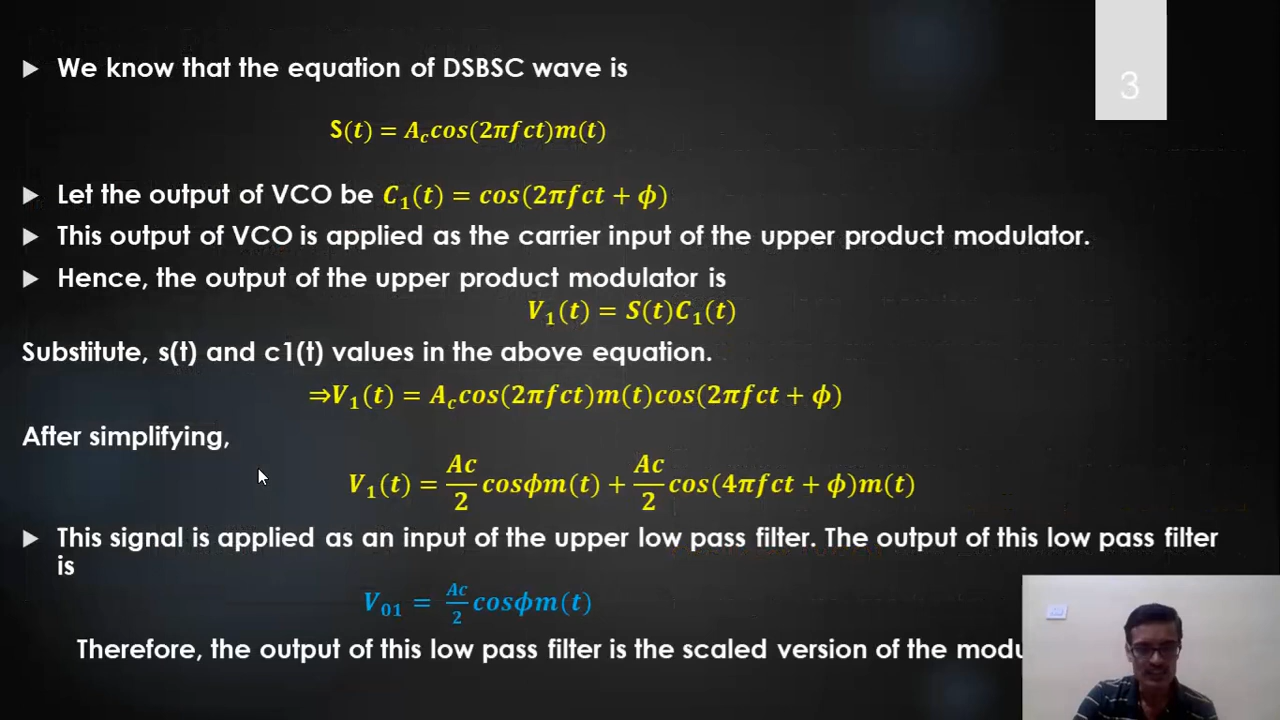 3
► We know that the equation of DSBSC wave is
S(t) = A_c cos(2πfct)m(t)
► Let the output of VCO be C_1(t) = cos(2πfct + ϕ)
► This output of VCO is applied as the carrier input of the upper product modulator.
► Hence, the output of the upper product modulator is
V_1(t) = S(t)C_1(t)
Substitute, s(t) and c1(t) values in the above equation.
⇒V_1(t) = A_c cos(2πfct)m(t)cos(2πfct + ϕ)
After simplifying,
V_1(t) = Ac/2 cosϕm(t) + Ac/2 cos(4πfct + ϕ)m(t)
► This signal is applied as an input of the upper low pass filter. The output of this low pass filter
is
V_01 = Ac/2 cosϕm(t)
Therefore, the output of this low pass filter is the scaled version of the